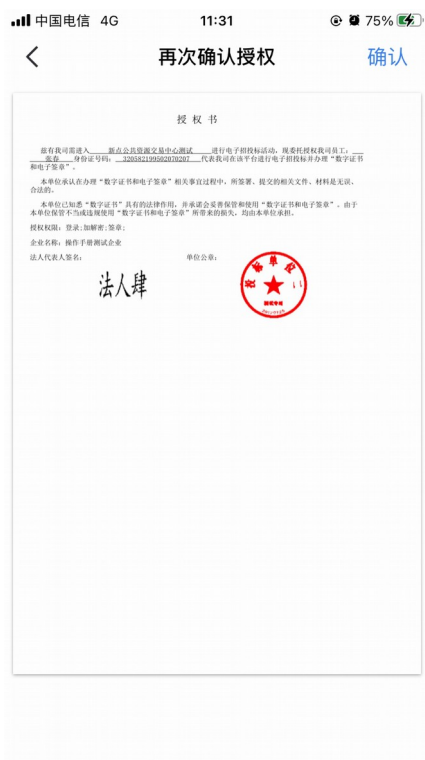 中国电信 4G 11:31 75%
再次确认授权 确认
授 权 书
兹有我司需进入 新点公共资源交易中心测试 进行电子招投标活动，现委托授权我司员工：
张存 身份证号码： 320582199502070207 代表我司在该平台进行电子招投标并办理“数字证书
和电子签章”。
本单位承认在办理“数字证书和电子签章”相关事宜过程中，所签署、提交的相关文件、材料是无误、
合法的。
本单位已知悉“数字证书”具有的法律作用，并承诺会妥善保管和使用“数字证书和电子签章”。由于
本单位保管不当或违规使用“数字证书和电子签章”所带来的损失，均由本单位承担。
授权权限：登录;加解密;签章;
企业名称：操作手册测试企业
法人代表人签名： 单位公章：
法人肆
投标单位 二
测试专用